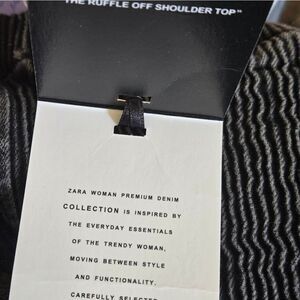 THE RUFFLE OFF SHOULDER TOP™
ZARA WOMAN PREMIUM DENIM
COLLECTION IS INSPIRED BY
THE EVERYDAY ESSENTIALS
OF THE TRENDY WOMAN,
MOVING BETWEEN STYLE
AND FUNCTIONALITY.
CAREFULLY SELECTED